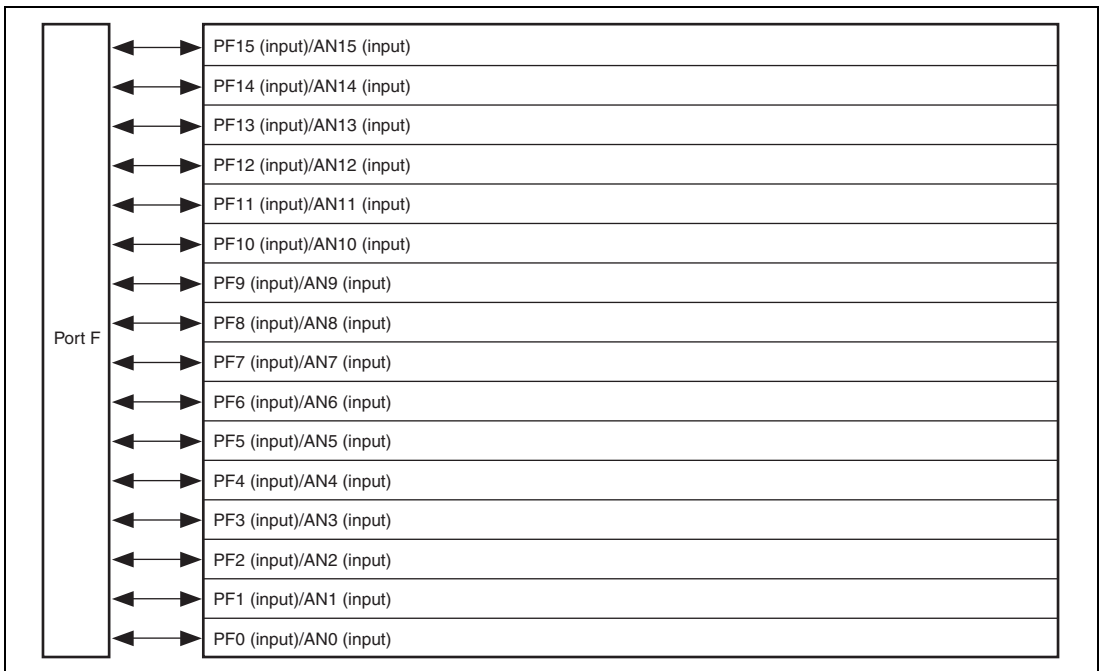 PF15 (input)/AN15 (input)
PF14 (input)/AN14 (input)
PF13 (input)/AN13 (input)
PF12 (input)/AN12 (input)
PF11 (input)/AN11 (input)
PF10 (input)/AN10 (input)
PF9 (input)/AN9 (input)
PF8 (input)/AN8 (input)
Port F
PF7 (input)/AN7 (input)
PF6 (input)/AN6 (input)
PF5 (input)/AN5 (input)
PF4 (input)/AN4 (input)
PF3 (input)/AN3 (input)
PF2 (input)/AN2 (input)
PF1 (input)/AN1 (input)
PF0 (input)/AN0 (input)